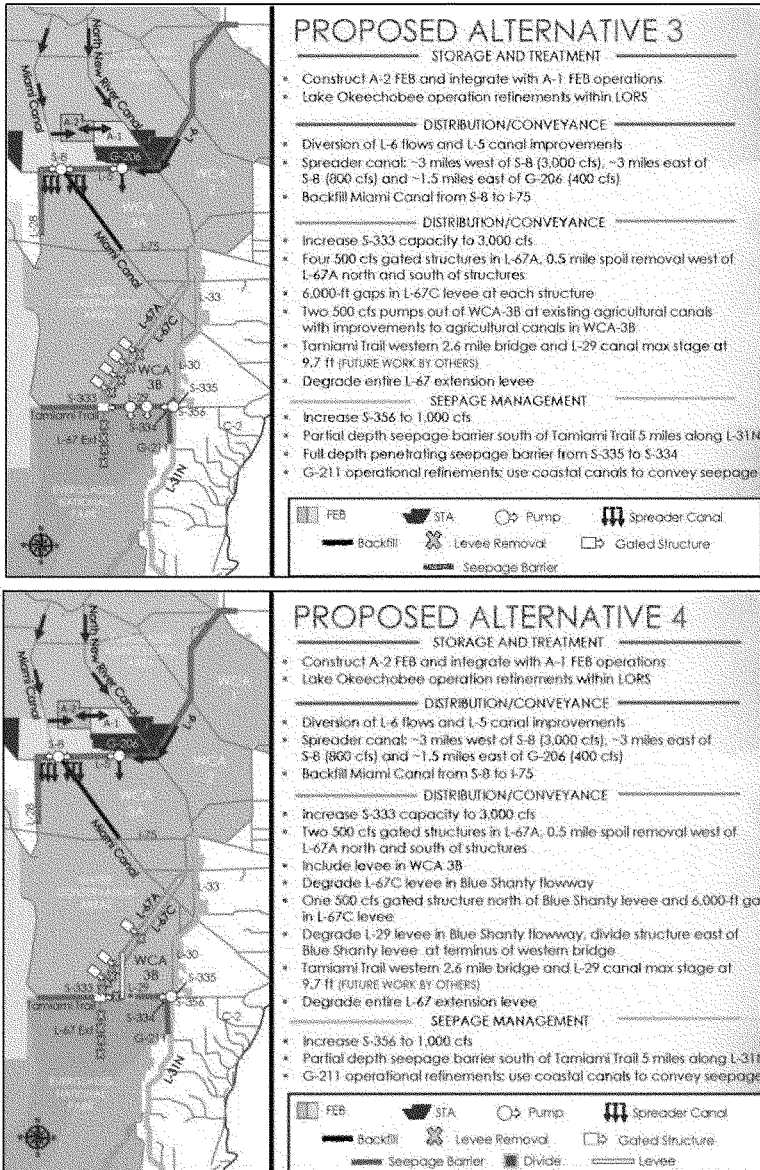 North New River Canal
Miami Canal
L-6
A-2
A-1
G-206
S-8
L-5
L-28
WCA
Miami Canal
I-75
L-33
L-67A
L-67C
WCA
3B
L-30
S-335
S-333
L-29
S-356
Tamiami Trail
S-334
L-67 Ext
G-211
C-2
L-31N
PROPOSED ALTERNATIVE 3
STORAGE AND TREATMENT
• Construct A-2 FEB and integrate with A-1 FEB operations
• Lake Okeechobee operation refinements within LORS
DISTRIBUTION/CONVEYANCE
• Diversion of L-6 flows and L-5 canal improvements
• Spreader canal: ~3 miles west of S-8 (3,000 cfs), ~3 miles east of
S-8 (800 cfs) and ~1.5 miles east of G-206 (400 cfs)
• Backfill Miami Canal from S-8 to I-75
DISTRIBUTION/CONVEYANCE
• Increase S-333 capacity to 3,000 cfs
• Four 500 cfs gated structures in L-67A, 0.5 mile spoil removal west of
L-67A north and south of structures
• 6,000-ft gaps in L-67C levee at each structure
• Two 500 cfs pumps out of WCA-3B at existing agricultural canals
with improvements to agricultural canals in WCA-3B
• Tamiami Trail western 2.6 mile bridge and L-29 canal max stage at
9.7 ft (FUTURE WORK BY OTHERS)
• Degrade entire L-67 extension levee
SEEPAGE MANAGEMENT
• Increase S-356 to 1,000 cfs
• Partial depth seepage barrier south of Tamiami Trail 5 miles along L-31N
• Full depth penetrating seepage barrier from S-335 to S-334
• G-211 operational refinements; use coastal canals to convey seepage
FEB STA Pump Spreader Canal
Backfill Levee Removal Gated Structure
Seepage Barrier
North New River Canal
Miami Canal
L-6
A-2
A-1
G-206
S-8
L-5
L-28
Miami Canal
I-75
L-33
L-67A
L-67C
WCA
3B
L-30
S-335
S-333
L-29
S-356
Tamiami Trail
S-334
L-67 Ext
G-211
C-2
L-31N
PROPOSED ALTERNATIVE 4
STORAGE AND TREATMENT
• Construct A-2 FEB and integrate with A-1 FEB operations
• Lake Okeechobee operation refinements within LORS
DISTRIBUTION/CONVEYANCE
• Diversion of L-6 flows and L-5 canal improvements
• Spreader canal: ~3 miles west of S-8 (3,000 cfs), ~3 miles east of
S-8 (800 cfs) and ~1.5 miles east of G-206 (400 cfs)
• Backfill Miami Canal from S-8 to I-75
DISTRIBUTION/CONVEYANCE
• Increase S-333 capacity to 3,000 cfs
• Two 500 cfs gated structures in L-67A, 0.5 mile spoil removal west of
L-67A north and south of structures
• Include levee in WCA 3B
• Degrade L-67C levee in Blue Shanty flowway
• One 500 cfs gated structure north of Blue Shanty levee and 6,000-ft ga
in L-67C levee
• Degrade L-29 levee in Blue Shanty flowway, divide structure east of
Blue Shanty levee at terminus of western bridge
• Tamiami Trail western 2.6 mile bridge and L-29 canal max stage at
9.7 ft (FUTURE WORK BY OTHERS)
• Degrade entire L-67 extension levee
SEEPAGE MANAGEMENT
• Increase S-356 to 1,000 cfs
• Partial depth seepage barrier south of Tamiami Trail 5 miles along L-31N
• G-211 operational refinements; use coastal canals to convey seepage
FEB STA Pump Spreader Canal
Backfill Levee Removal Gated Structure
Seepage Barrier Divide Levee